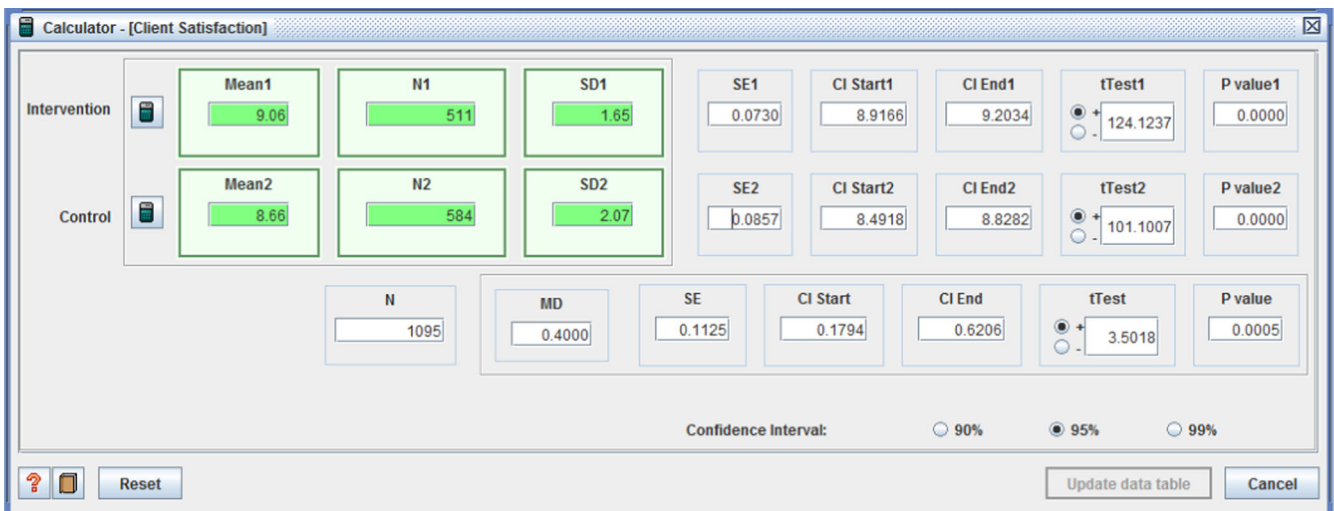 Calculator - [Client Satisfaction]
Mean1 N1 SD1 SE1 CI Start1 CI End1 tTest1 P value1
Intervention 9.06 511 1.65 0.0730 8.9166 9.2034 + - 124.1237 0.0000
Mean2 N2 SD2 SE2 CI Start2 CI End2 tTest2 P value2
Control 8.66 584 2.07 0.0857 8.4918 8.8282 + - 101.1007 0.0000
N MD SE CI Start CI End tTest P value
1095 0.4000 0.1125 0.1794 0.6206 + - 3.5018 0.0005
Confidence Interval: 90% 95% 99%
? Reset Update data table Cancel